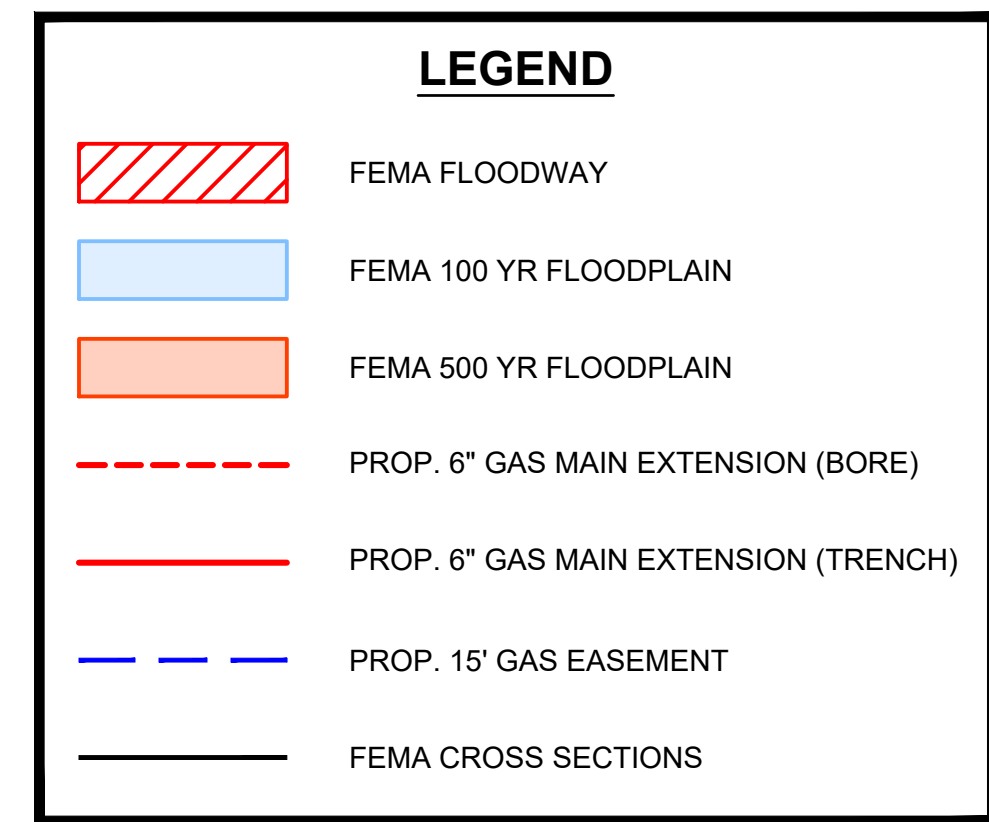 LEGEND
FEMA FLOODWAY
FEMA 100 YR FLOODPLAIN
FEMA 500 YR FLOODPLAIN
PROP. 6" GAS MAIN EXTENSION (BORE)
PROP. 6" GAS MAIN EXTENSION (TRENCH)
PROP. 15' GAS EASEMENT
FEMA CROSS SECTIONS